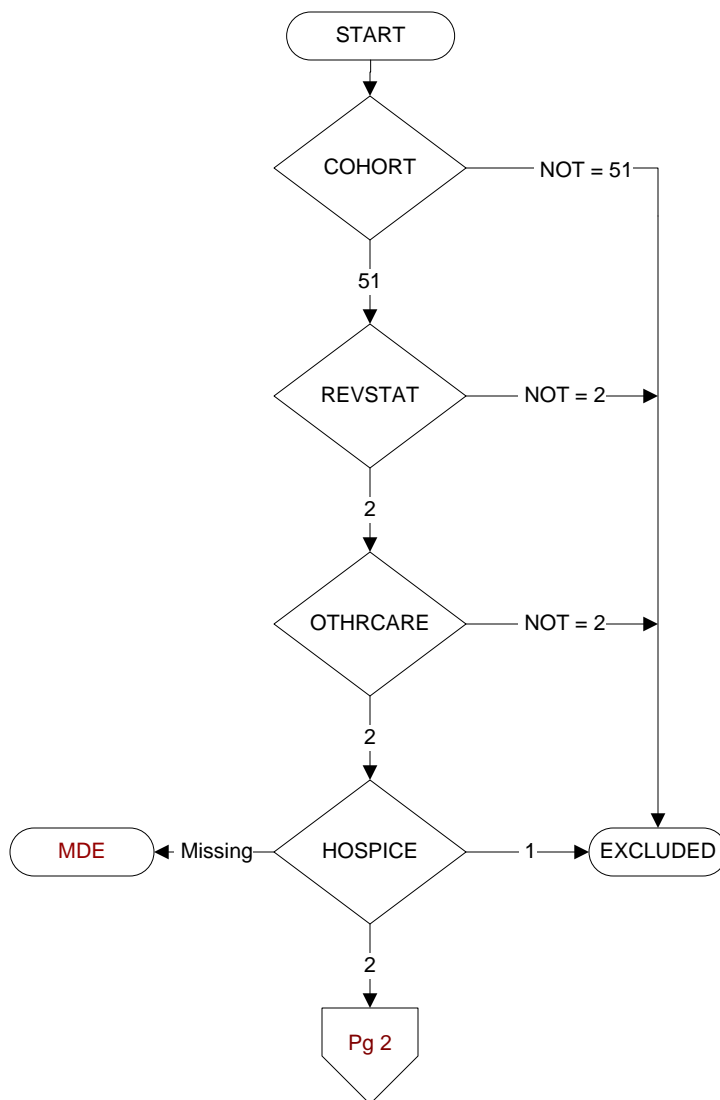 START
COHORT
NOT = 51
51
REVSTAT
NOT = 2
2
OTHRCARE
NOT = 2
2
MDE
Missing
HOSPICE
1
EXCLUDED
2
Pg 2